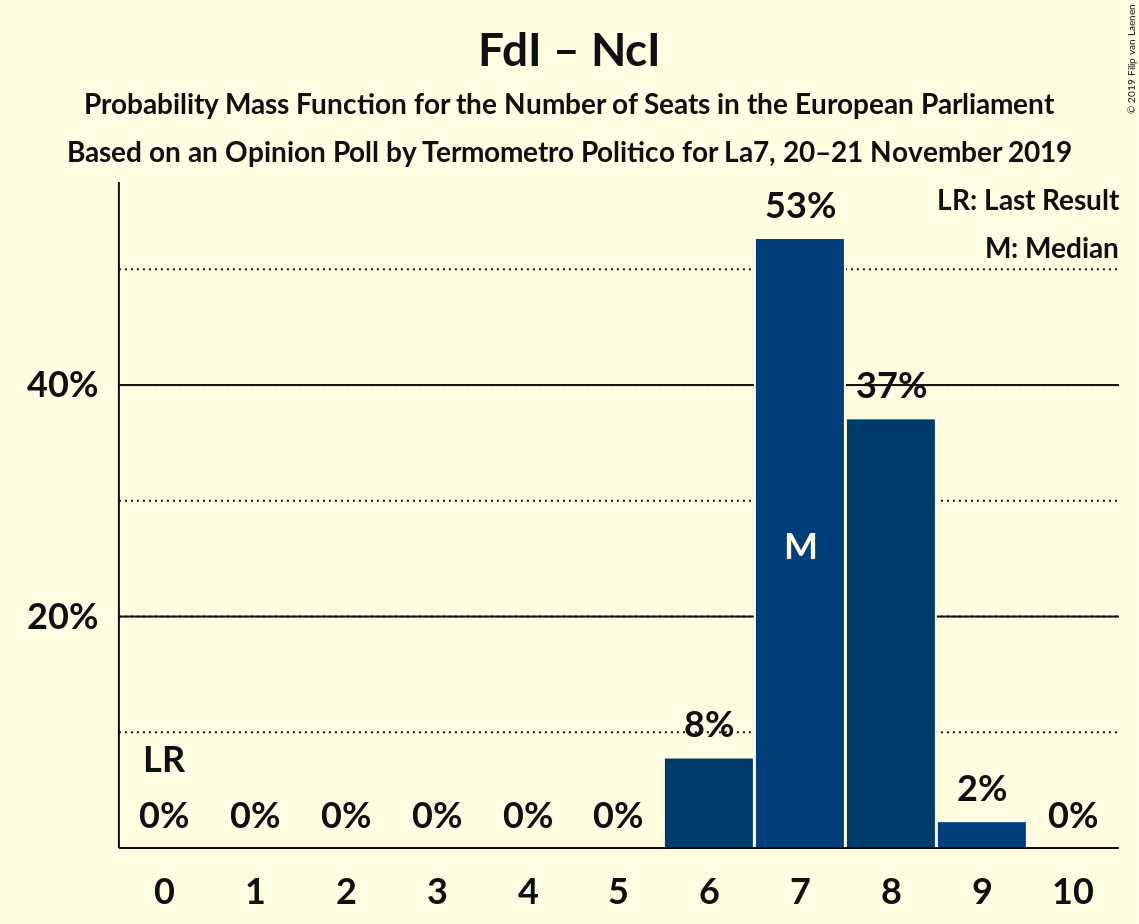 FdI – NcI
Probability Mass Function for the Number of Seats in the European Parliament
Based on an Opinion Poll by Termometro Politico for La7, 20–21 November 2019
© 2019 Filip van Laenen
LR: Last Result
M: Median
53%
40%
37%
M
20%
8%
LR
2%
0% 0% 0% 0% 0% 0% 0%
0 1 2 3 4 5 6 7 8 9 10